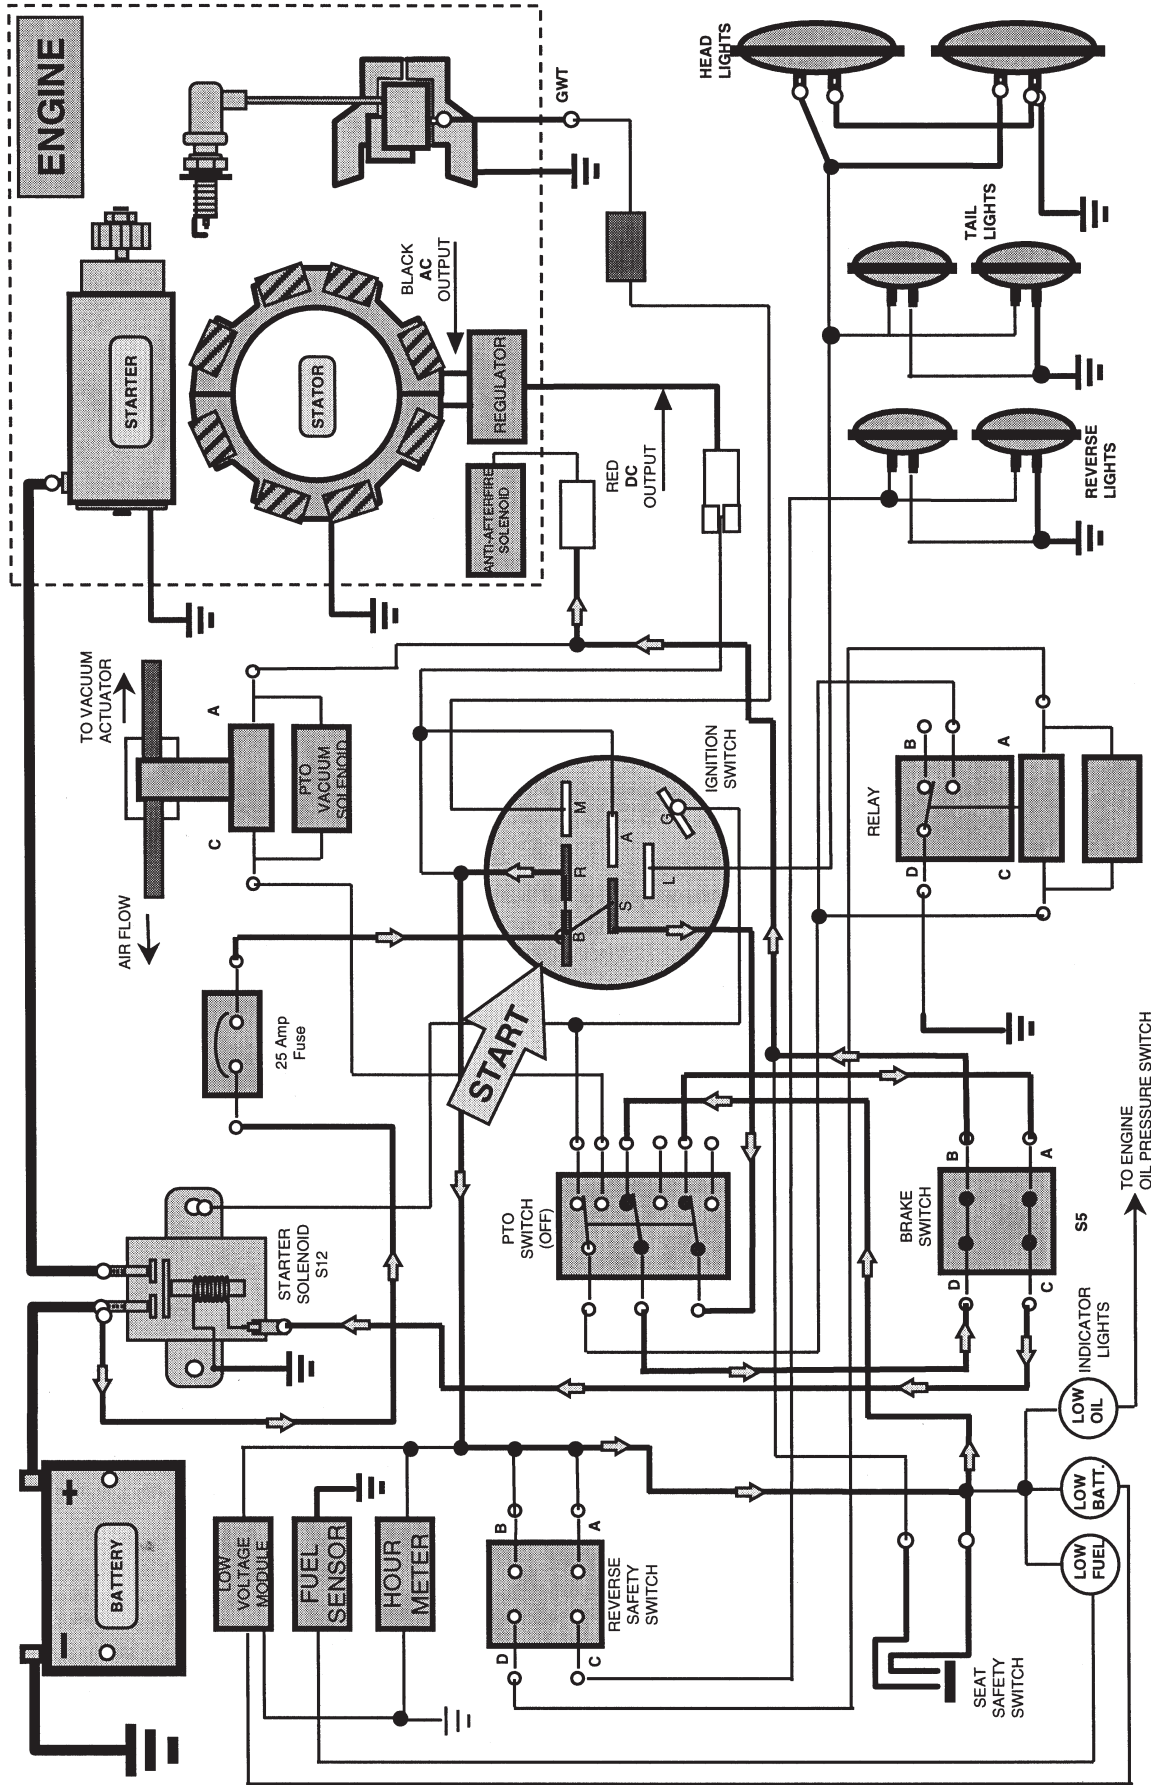 ENGINE
STARTER
STATOR
BLACK
AC
OUTPUT
REGULATOR
ANTI-AFTERFIRE
SOLENOID
RED
DC
OUTPUT
GWT
HEAD
LIGHTS
TAIL
LIGHTS
REVERSE
LIGHTS
TO VACUUM
ACTUATOR
AIR FLOW
A
C
PTO
VACUUM
SOLENOID
25 Amp
Fuse
IGNITION
SWITCH
M
R
B
A
S
L
G
START
RELAY
B
A
D
C
STARTER
SOLENOID
S12
PTO
SWITCH
(OFF)
BRAKE
SWITCH
B
A
D
C
S5
TO ENGINE
OIL PRESSURE SWITCH
INDICATOR
LIGHTS
LOW
OIL
LOW
BATT.
LOW
FUEL
BATTERY
+
–
LOW
VOLTAGE
MODULE
FUEL
SENSOR
HOUR
METER
B
A
D
C
REVERSE
SAFETY
SWITCH
SEAT
SAFETY
SWITCH